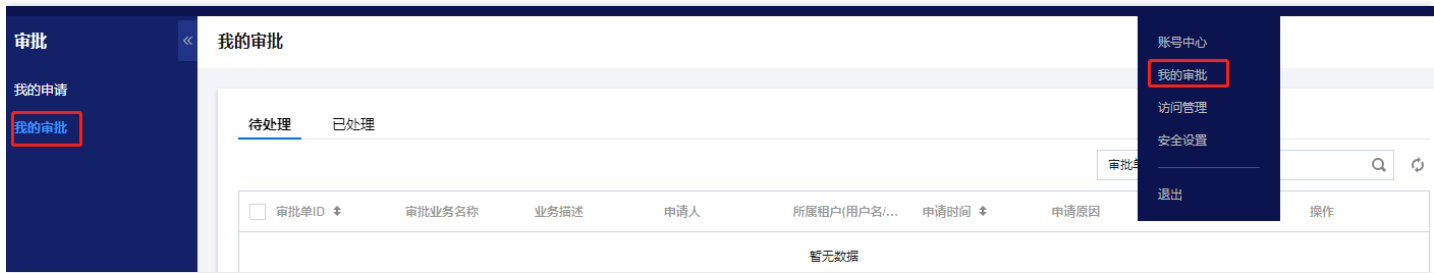 审批
我的申请
我的审批
我的审批
待处理 已处理
审批单ID 审批业务名称 业务描述 申请人 所属租户(用户名/... 申请时间 申请原因 操作
暂无数据
账号中心
我的审批
访问管理
安全设置
退出